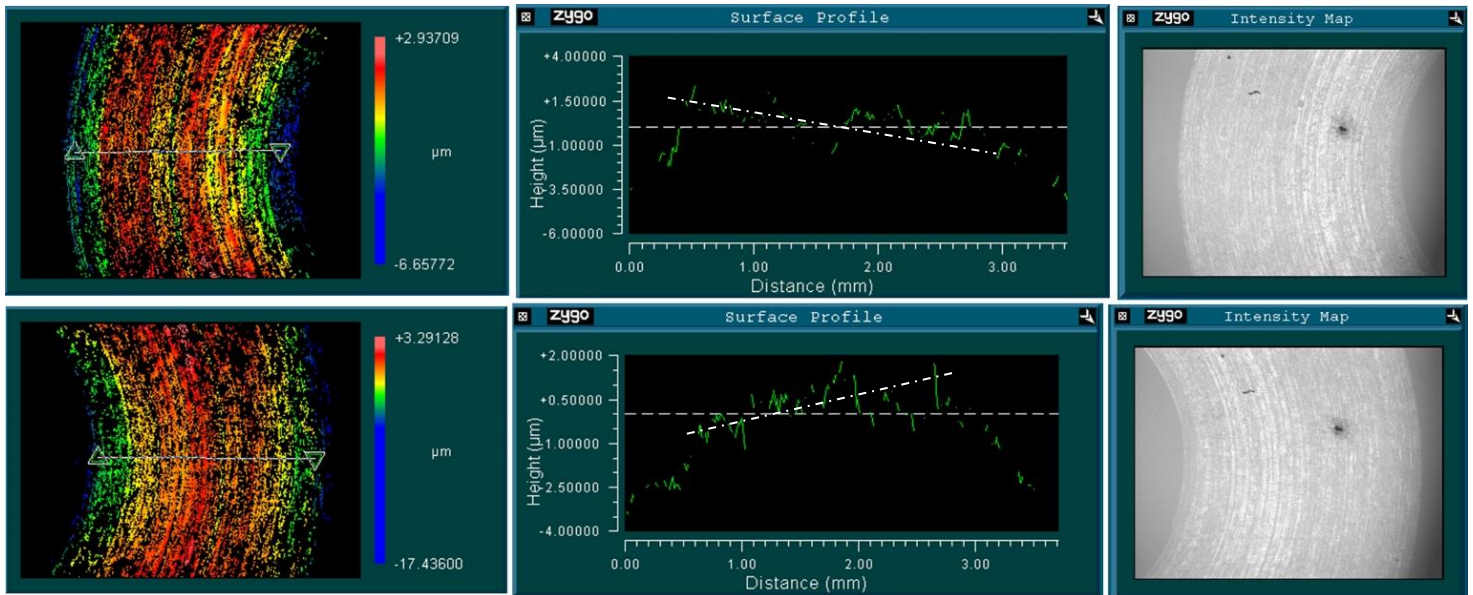 +2.93709
µm
-6.65772
zygo Surface Profile
+4.00000
+1.50000
-1.00000
-3.50000
-6.00000
Height (µm)
0.00 1.00 2.00 3.00
Distance (mm)
zygo Intensity Map
+3.29128
µm
-17.43600
zygo Surface Profile
+2.00000
+0.50000
-1.00000
-2.50000
-4.00000
Height (µm)
0.00 1.00 2.00 3.00
Distance (mm)
zygo Intensity Map